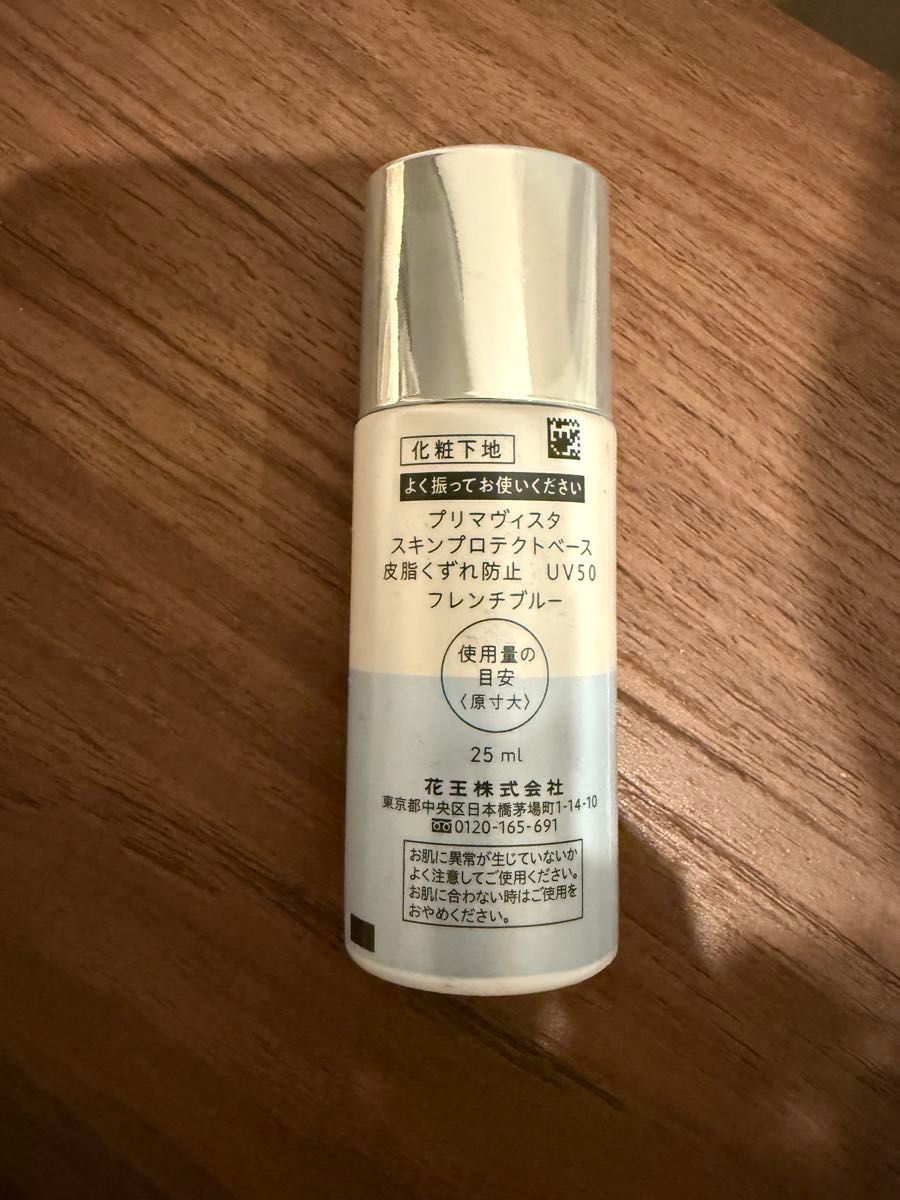 化粧下地
よく振ってお使いください
プリマヴィスタ
スキンプロテクトベース
皮脂くずれ防止　UV50
フレンチブルー
使用量の
目安
〈原寸大〉
25 ml
花王株式会社
東京都中央区日本橋茅場町1-14-10
0120-165-691
お肌に異常が生じていないか
よく注意してご使用ください。
お肌に合わない時はご使用を
おやめください。